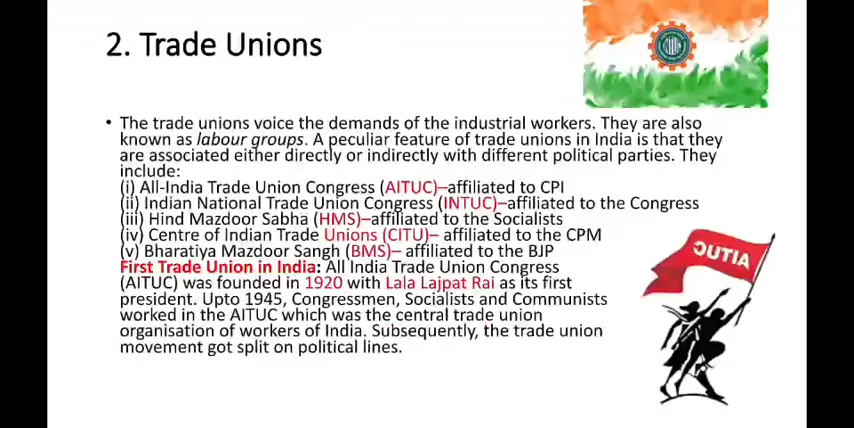 2. Trade Unions
• The trade unions voice the demands of the industrial workers. They are also
known as labour groups. A peculiar feature of trade unions in India is that they
are associated either directly or indirectly with different political parties. They
include:
(i) All-India Trade Union Congress (AITUC)–affiliated to CPI
(ii) Indian National Trade Union Congress (INTUC)–affiliated to the Congress
(iii) Hind Mazdoor Sabha (HMS)–affiliated to the Socialists
(iv) Centre of Indian Trade Unions (CITU)– affiliated to the CPM
(v) Bharatiya Mazdoor Sangh (BMS)– affiliated to the BJP
First Trade Union in India: All India Trade Union Congress
(AITUC) was founded in 1920 with Lala Lajpat Rai as its first
president. Upto 1945, Congressmen, Socialists and Communists
worked in the AITUC which was the central trade union
organisation of workers of India. Subsequently, the trade union
movement got split on political lines.
OUTIA